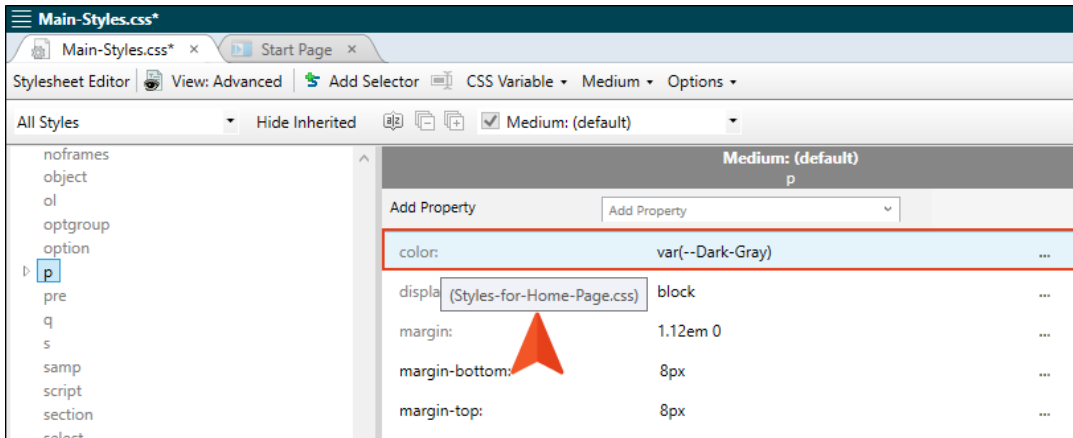 Main-Styles.css*
Main-Styles.css* × Start Page ×
Stylesheet Editor View: Advanced Add Selector CSS Variable Medium Options
All Styles Hide Inherited Medium: (default)
noframes
object
ol
optgroup
option
p
pre
q
s
samp
script
section
select
Medium: (default)
p
Add Property Add Property
color: var(--Dark-Gray) ...
displa block ...
(Styles-for-Home-Page.css)
margin: 1.12em 0 ...
margin-bottom: 8px ...
margin-top: 8px ...